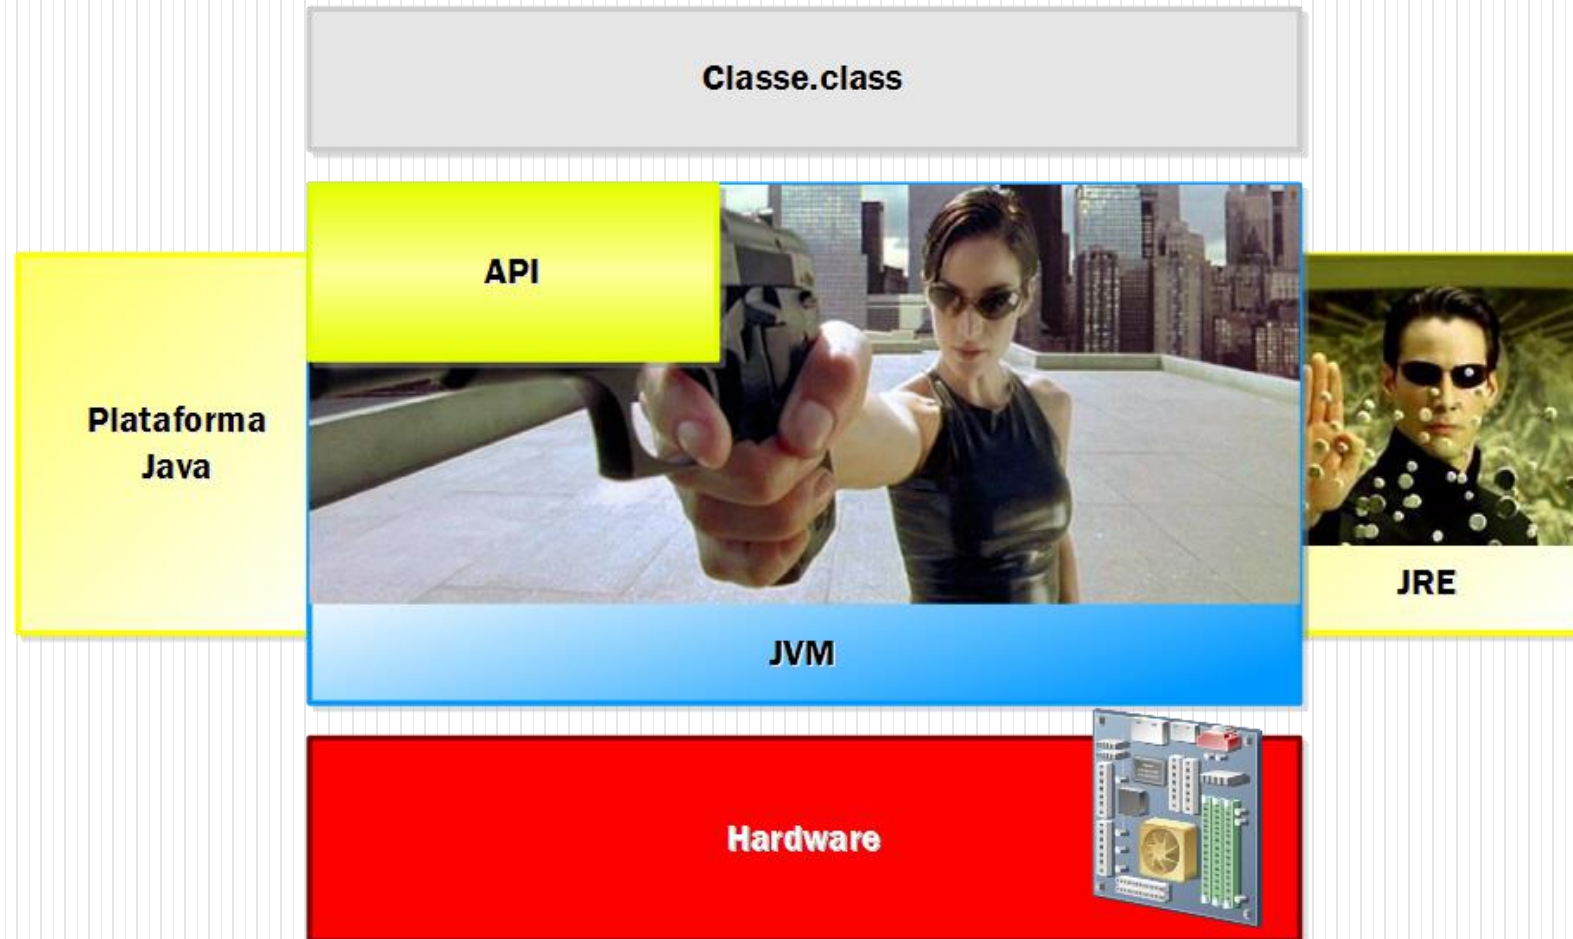 Classe.class
API
Plataforma
Java
JRE
JVM
Hardware